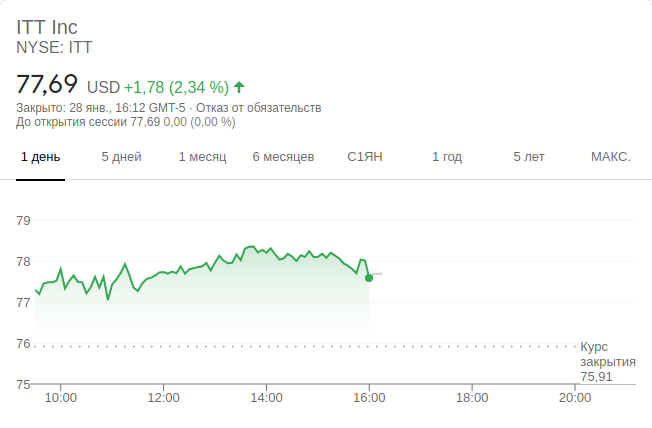 ITT Inc
NYSE: ITT
77,69 USD +1,78 (2,34 %)
Закрыто: 28 янв., 16:12 GMT-5 · Отказ от обязательств
До открытия сессии 77,69 0,00 (0,00 %)
1 день 5 дней 1 месяц 6 месяцев С1ЯН 1 год 5 лет МАКС.
79
78
77
76
Курс
закрытия
75,91
75
10:00 12:00 14:00 16:00 18:00 20:00